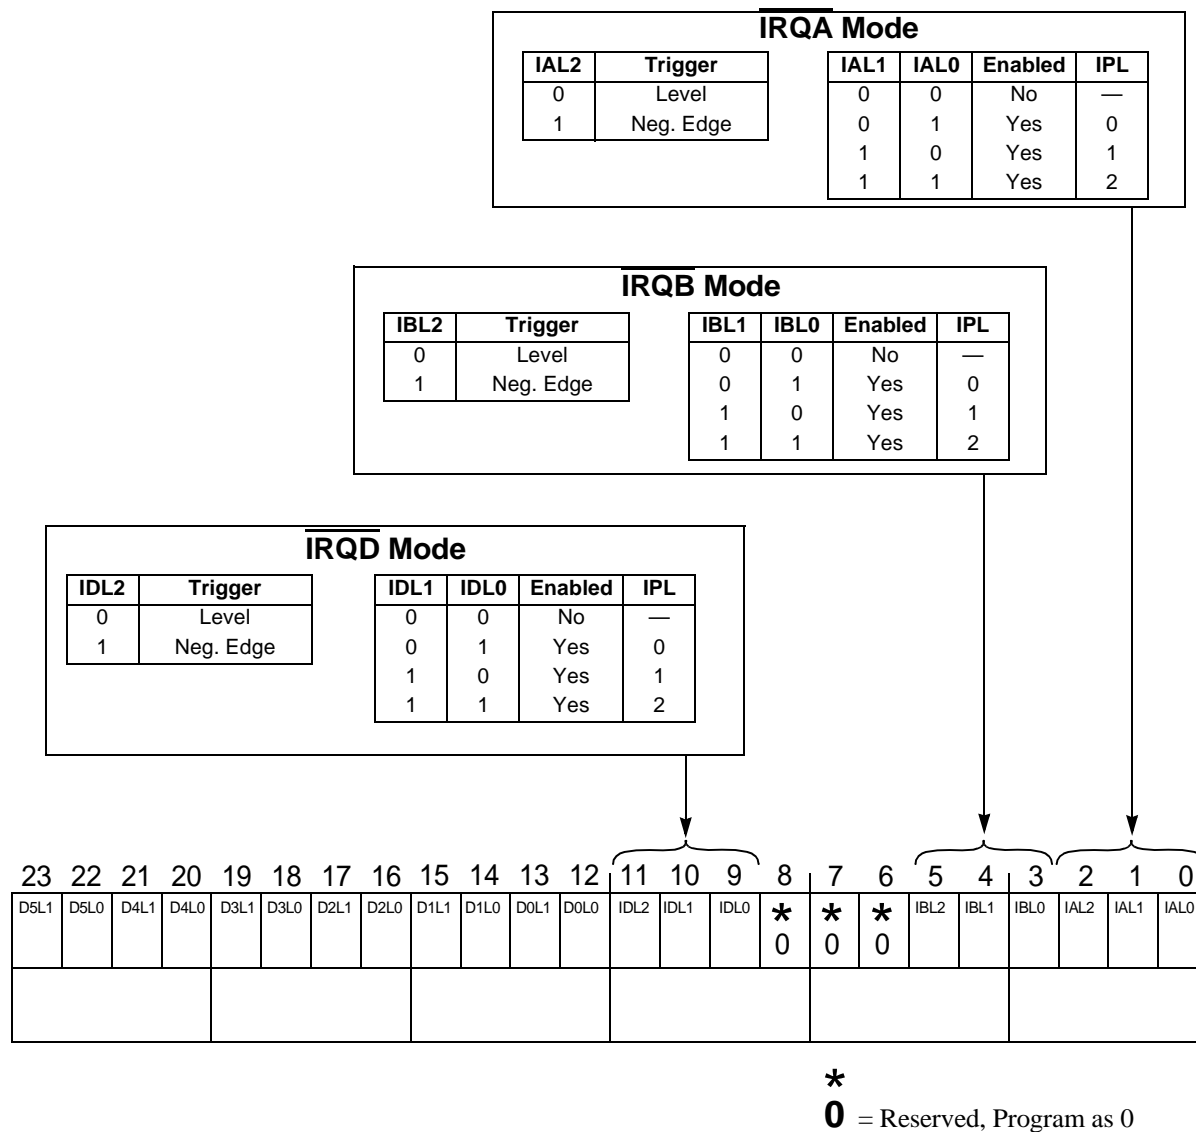 IRQA Mode
IAL2 Trigger IAL1 IAL0 Enabled IPL
0 Level 0 0 No —
1 Neg. Edge 0 1 Yes 0
1 0 Yes 1
1 1 Yes 2
IRQB Mode
IBL2 Trigger IBL1 IBL0 Enabled IPL
0 Level 0 0 No —
1 Neg. Edge 0 1 Yes 0
1 0 Yes 1
1 1 Yes 2
IRQD Mode
IDL2 Trigger IDL1 IDL0 Enabled IPL
0 Level 0 0 No —
1 Neg. Edge 0 1 Yes 0
1 0 Yes 1
1 1 Yes 2
23 22 21 20 19 18 17 16 15 14 13 12 11 10 9 8 7 6 5 4 3 2 1 0
D5L1 D5L0 D4L1 D4L0 D3L1 D3L0 D2L1 D2L0 D1L1 D1L0 D0L1 D0L0 IDL2 IDL1 IDL0 * * * IBL2 IBL1 IBL0 IAL2 IAL1 IAL0
0 0 0
*
0 = Reserved, Program as 0